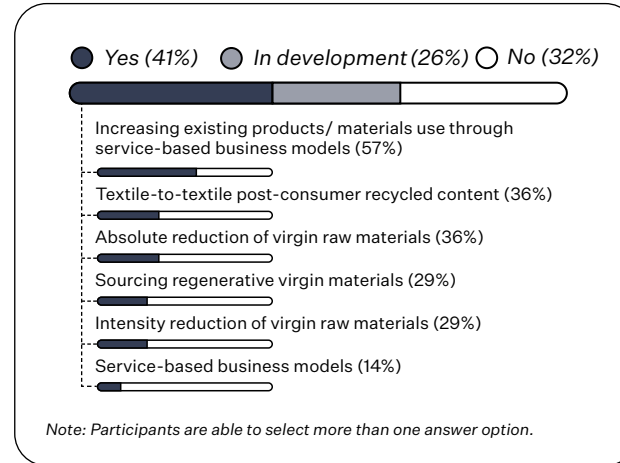 Yes (41%) In development (26%) No (32%)
Increasing existing products/ materials use through
service-based business models (57%)
Textile-to-textile post-consumer recycled content (36%)
Absolute reduction of virgin raw materials (36%)
Sourcing regenerative virgin materials (29%)
Intensity reduction of virgin raw materials (29%)
Service-based business models (14%)
Note: Participants are able to select more than one answer option.